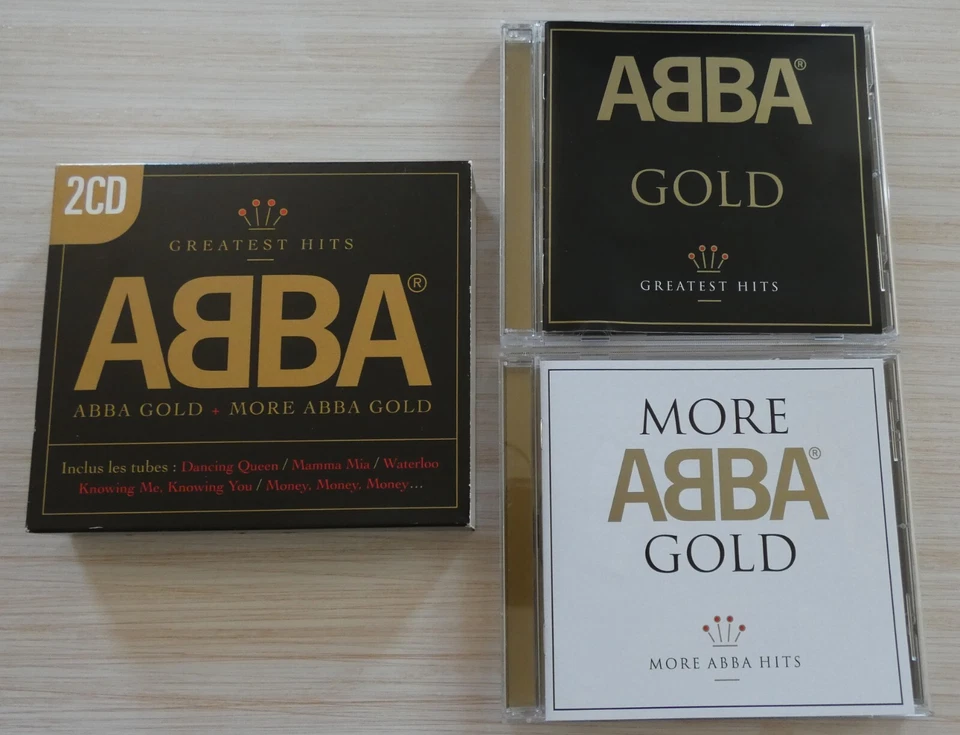 2CD
GREATEST HITS
ABBA®
ABBA GOLD + MORE ABBA GOLD
Inclus les tubes : Dancing Queen / Mamma Mia / Waterloo
Knowing Me, Knowing You / Money, Money, Money...
ABBA®
GOLD
GREATEST HITS
MORE
ABBA®
GOLD
MORE ABBA HITS